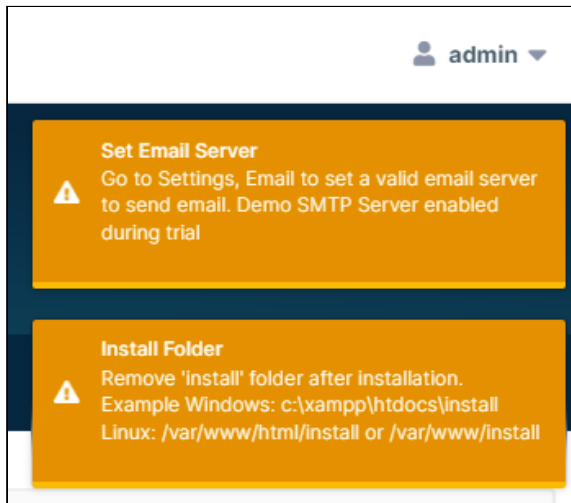 admin
Set Email Server
Go to Settings, Email to set a valid email server
to send email. Demo SMTP Server enabled
during trial
Install Folder
Remove 'install' folder after installation.
Example Windows: c:\xampp\htdocs\install
Linux: /var/www/html/install or /var/www/install